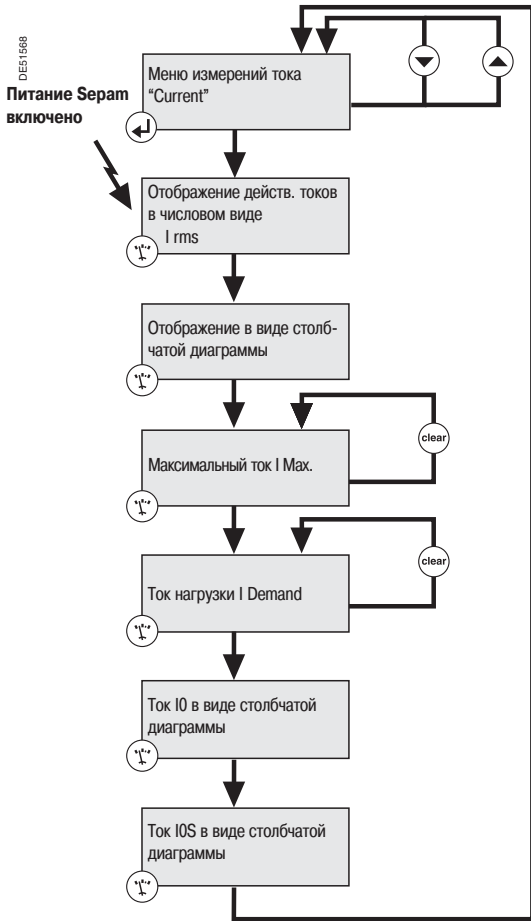 DE51568
Питание Sepam
включено
Меню измерений тока
“Current”
Отображение действ. токов
в числовом виде
I rms
Отображение в виде столб-
чатой диаграммы
clear
Максимальный ток I Max.
clear
Ток нагрузки I Demand
Ток I0 в виде столбчатой
диаграммы
Ток I0S в виде столбчатой
диаграммы